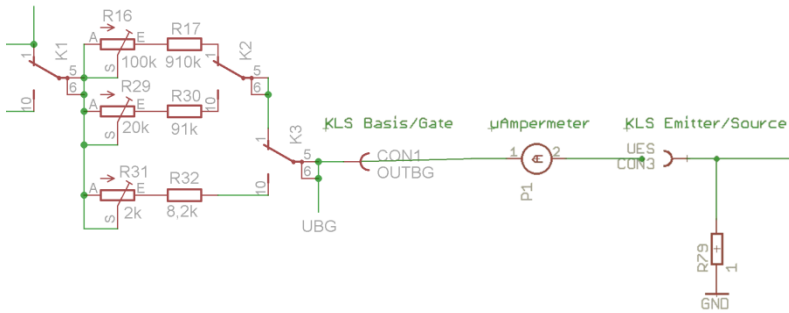 R16
R17
A
E
100k
910k
S
K1
1
5
6
10
K2
1
5
6
10
R29
R30
A
E
20k
91k
S
R31
R32
A
E
2k
8,2k
S
K3
1
5
6
10
UBG
KLS Basis/Gate
CON1
OUTBG
µAmpermeter
1
2
P1
KLS Emitter/Source
UES
CON3
R79
1
GND